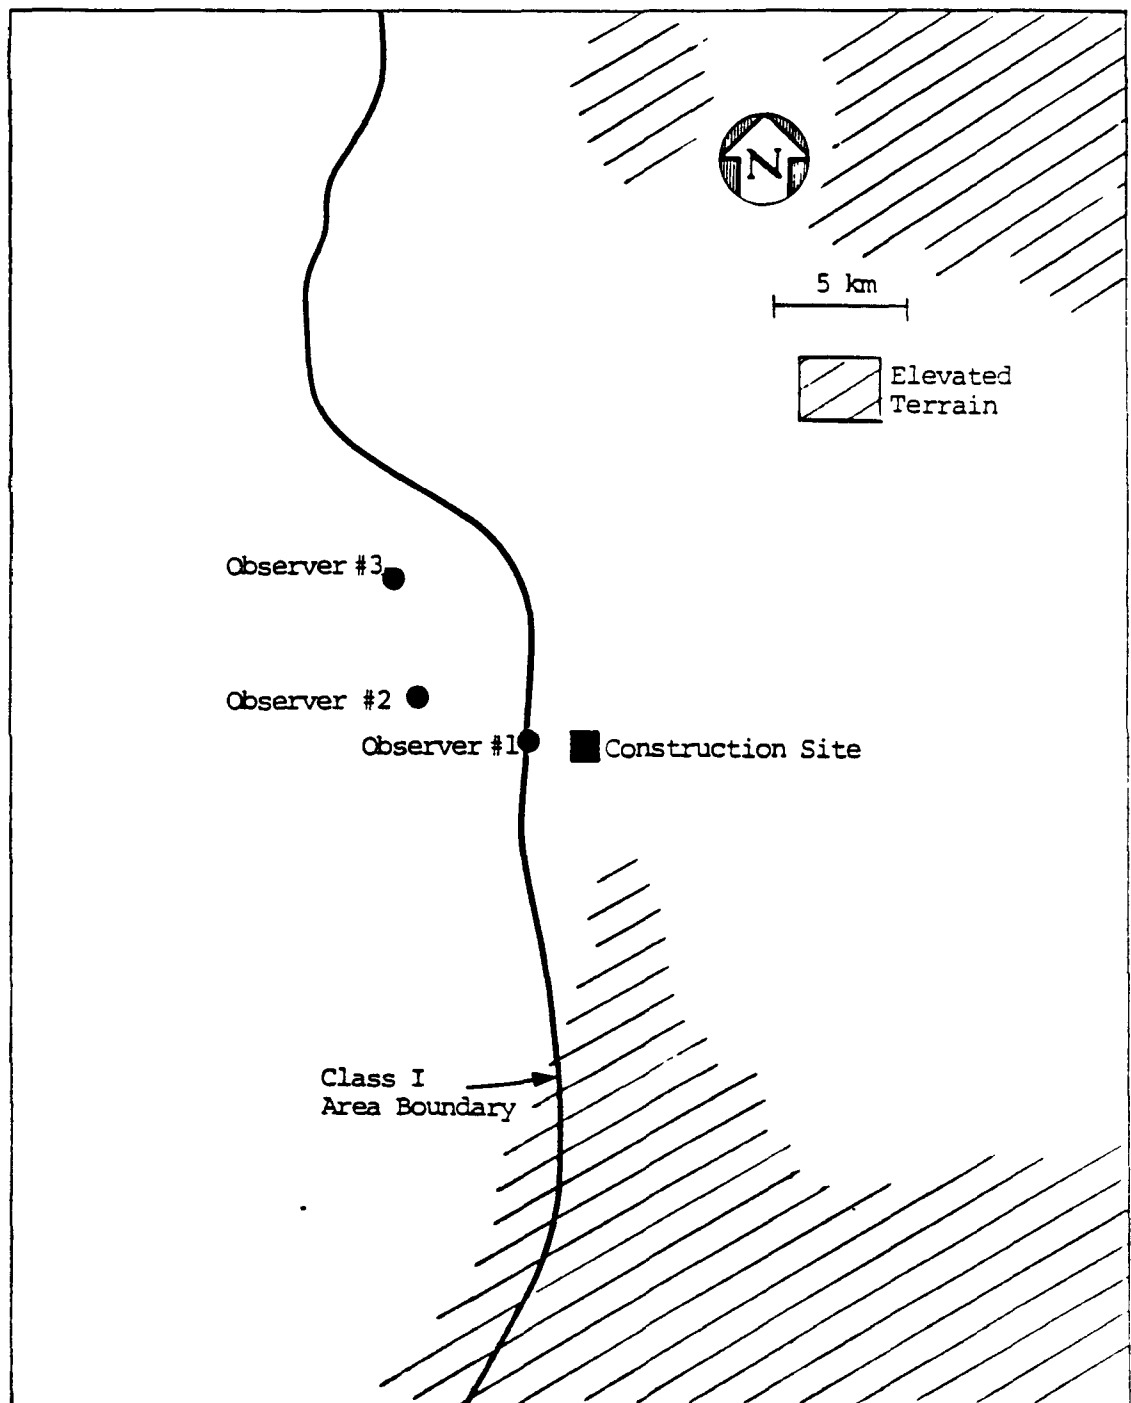 N
5 km
Elevated
Terrain
Observer #3
Observer #2
Observer #1
Construction Site
Class I
Area Boundary